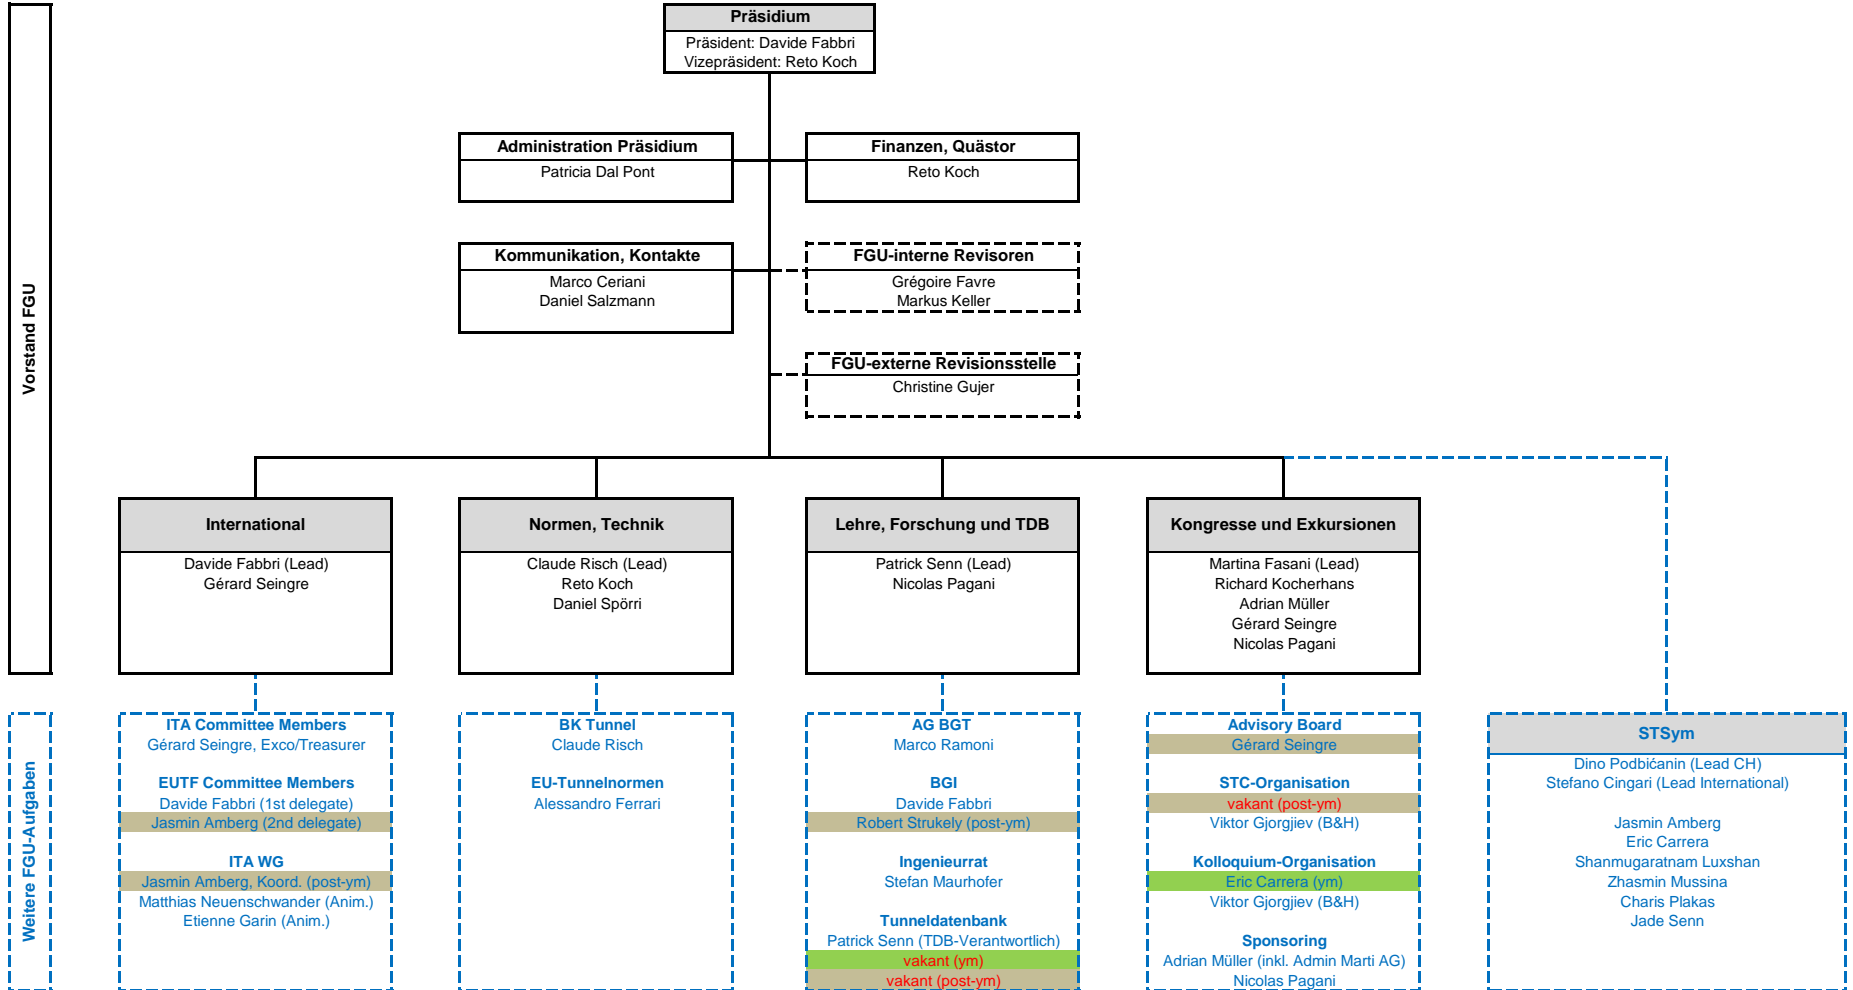 Präsidium
Präsident: Davide Fabbri
Vizepräsident: Reto Koch
Vorstand FGU
Administration Präsidium
Patricia Dal Pont
Finanzen, Quästor
Reto Koch
Kommunikation, Kontakte
Marco Ceriani
Daniel Salzmann
FGU-interne Revisoren
Grégoire Favre
Markus Keller
FGU-externe Revisionsstelle
Christine Gujer
International
Davide Fabbri (Lead)
Gérard Seingre
Normen, Technik
Claude Risch (Lead)
Reto Koch
Daniel Spörri
Lehre, Forschung und TDB
Patrick Senn (Lead)
Nicolas Pagani
Kongresse und Exkursionen
Martina Fasani (Lead)
Richard Kocherhans
Adrian Müller
Gérard Seingre
Nicolas Pagani
Weitere FGU-Aufgaben
ITA Committee Members
Gérard Seingre, Exco/Treasurer
EUTF Committee Members
Davide Fabbri (1st delegate)
Jasmin Amberg (2nd delegate)
ITA WG
Jasmin Amberg, Koord. (post-ym)
Matthias Neuenschwander (Anim.)
Etienne Garin (Anim.)
BK Tunnel
Claude Risch
EU-Tunnelnormen
Alessandro Ferrari
AG BGT
Marco Ramoni
BGI
Davide Fabbri
Robert Strukely (post-ym)
Ingenieurrat
Stefan Maurhofer
Tunneldatenbank
Patrick Senn (TDB-Verantwortlich)
vakant (ym)
vakant (post-ym)
Advisory Board
Gérard Seingre
STC-Organisation
vakant (post-ym)
Viktor Gjorgjiev (B&H)
Kolloquium-Organisation
Eric Carrera (ym)
Viktor Gjorgjiev (B&H)
Sponsoring
Adrian Müller (inkl. Admin Marti AG)
Nicolas Pagani
STSym
Dino Podbićanin (Lead CH)
Stefano Cingari (Lead International)
Jasmin Amberg
Eric Carrera
Shanmugaratnam Luxshan
Zhasmin Mussina
Charis Plakas
Jade Senn